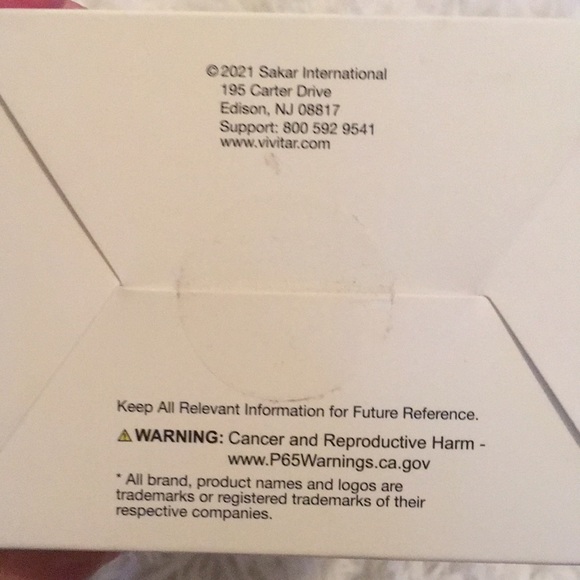 ©2021 Sakar International
195 Carter Drive
Edison, NJ 08817
Support: 800 592 9541
www.vivitar.com
Keep All Relevant Information for Future Reference.
⚠ WARNING: Cancer and Reproductive Harm -
www.P65Warnings.ca.gov
* All brand, product names and logos are
trademarks or registered trademarks of their
respective companies.